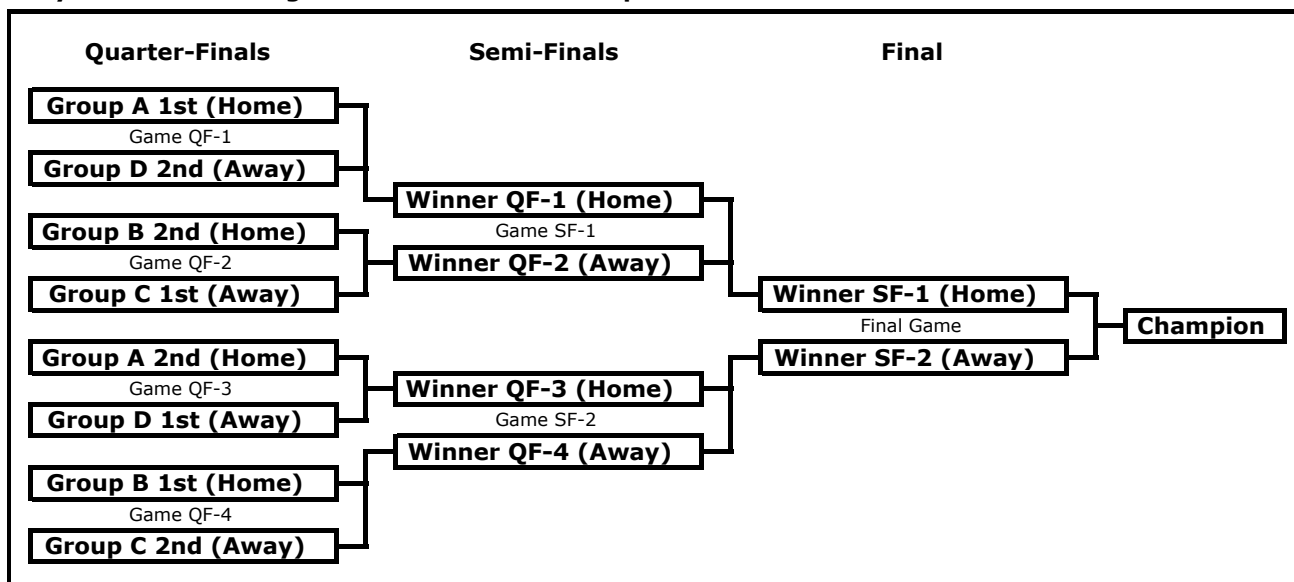 Quarter-Finals Semi-Finals Final
Group A 1st (Home)
Game QF-1
Group D 2nd (Away)
Winner QF-1 (Home)
Group B 2nd (Home)
Game SF-1
Game QF-2
Winner QF-2 (Away)
Group C 1st (Away)
Winner SF-1 (Home)
Final Game
Champion
Group A 2nd (Home)
Winner SF-2 (Away)
Game QF-3
Winner QF-3 (Home)
Group D 1st (Away)
Game SF-2
Winner QF-4 (Away)
Group B 1st (Home)
Game QF-4
Group C 2nd (Away)